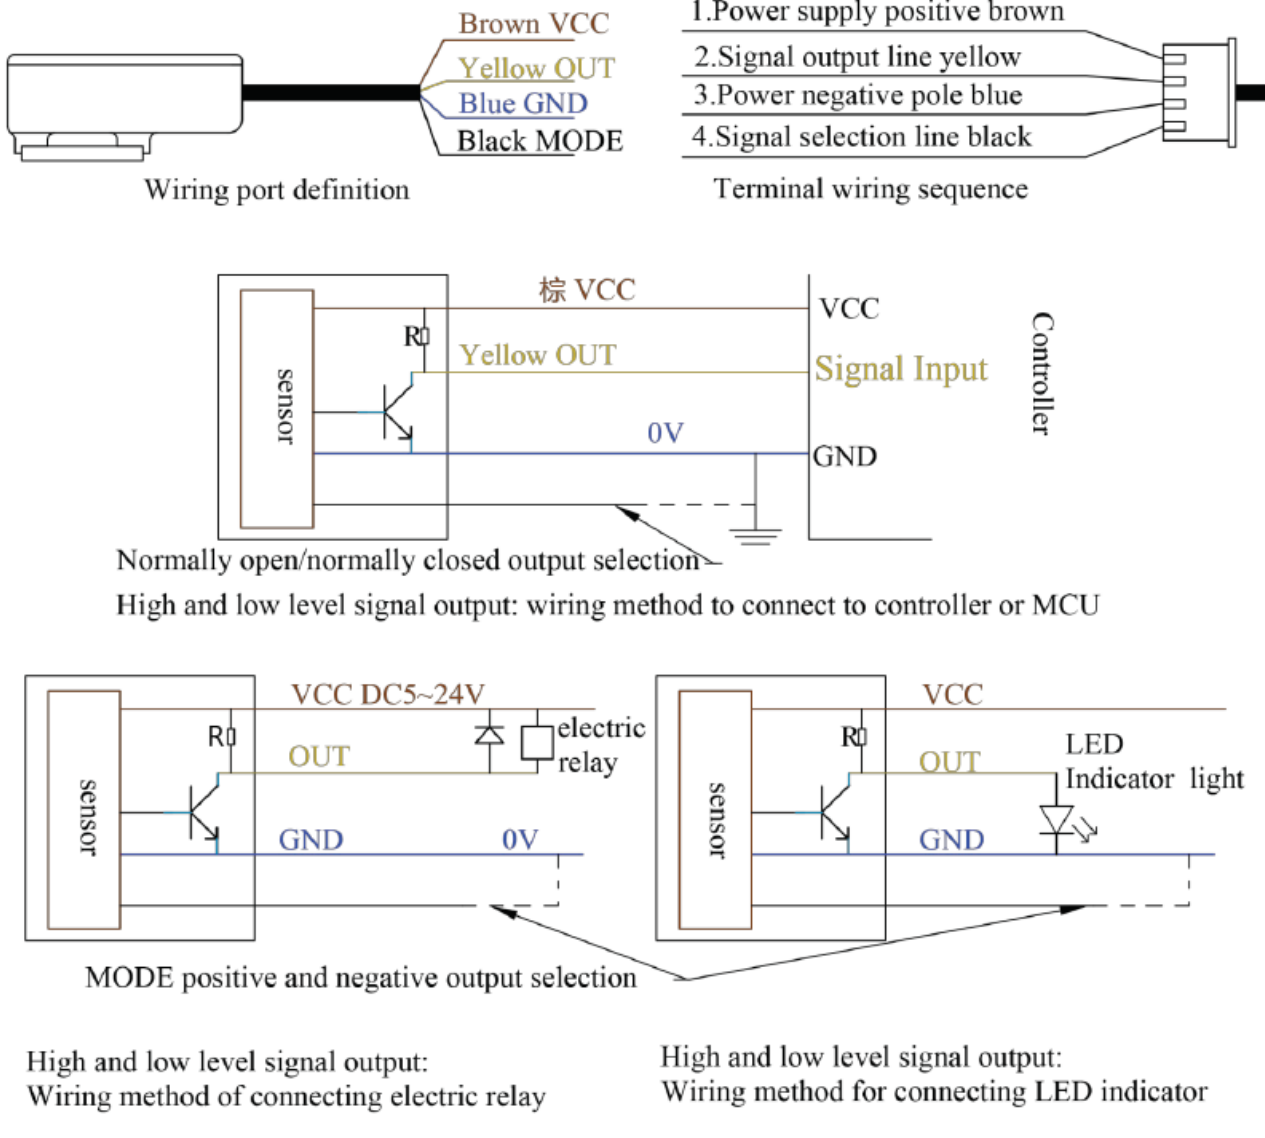 Brown VCC
Yellow OUT
Blue GND
Black MODE
Wiring port definition
1.Power supply positive brown
2.Signal output line yellow
3.Power negative pole blue
4.Signal selection line black
Terminal wiring sequence
棕 VCC
VCC
R
Yellow OUT
Signal Input
sensor
Controller
0V
GND
Normally open/normally closed output selection
High and low level signal output: wiring method to connect to controller or MCU
VCC DC5~24V
R
electric
relay
OUT
sensor
GND
0V
VCC
R
LED
Indicator light
OUT
sensor
GND
MODE positive and negative output selection
High and low level signal output:
Wiring method of connecting electric relay
High and low level signal output:
Wiring method for connecting LED indicator